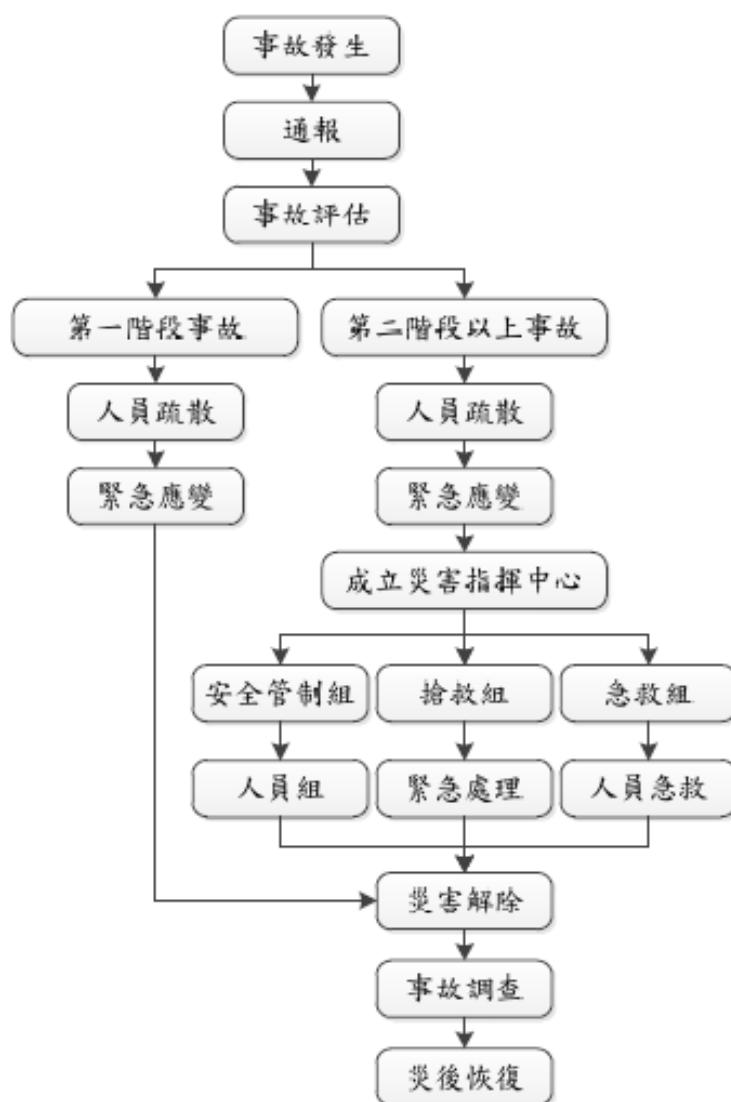 事故發生
通報
事故評估
第一階段事故
第二階段以上事故
人員疏散
人員疏散
緊急應變
緊急應變
成立災害指揮中心
安全管制組
搶救組
急救組
人員組
緊急處理
人員急救
災害解除
事故調查
災後恢復